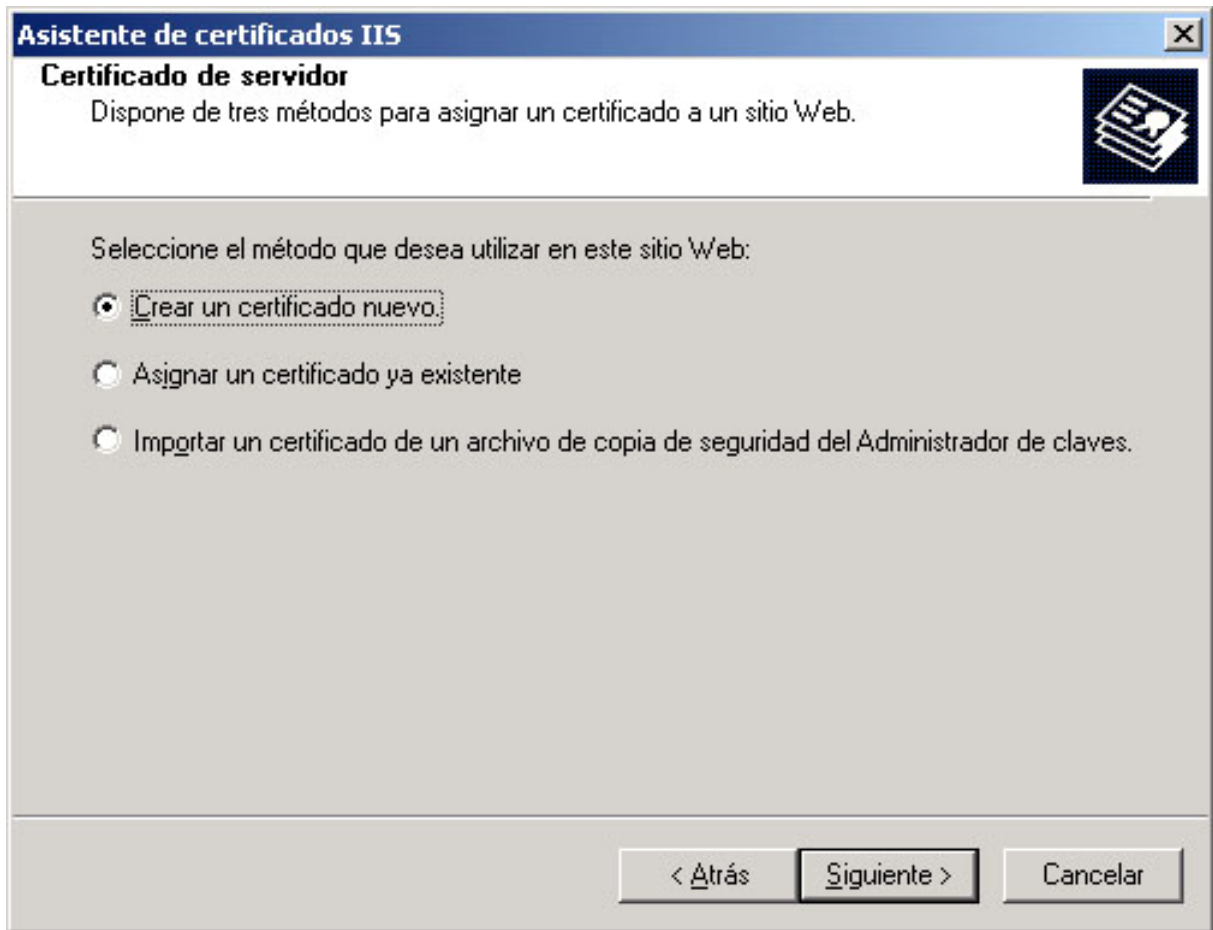 Asistente de certificados IIS
Certificado de servidor
Dispone de tres métodos para asignar un certificado a un sitio Web.
Seleccione el método que desea utilizar en este sitio Web:
Crear un certificado nuevo.
Asignar un certificado ya existente
Importar un certificado de un archivo de copia de seguridad del Administrador de claves.
< Atrás Siguiente > Cancelar